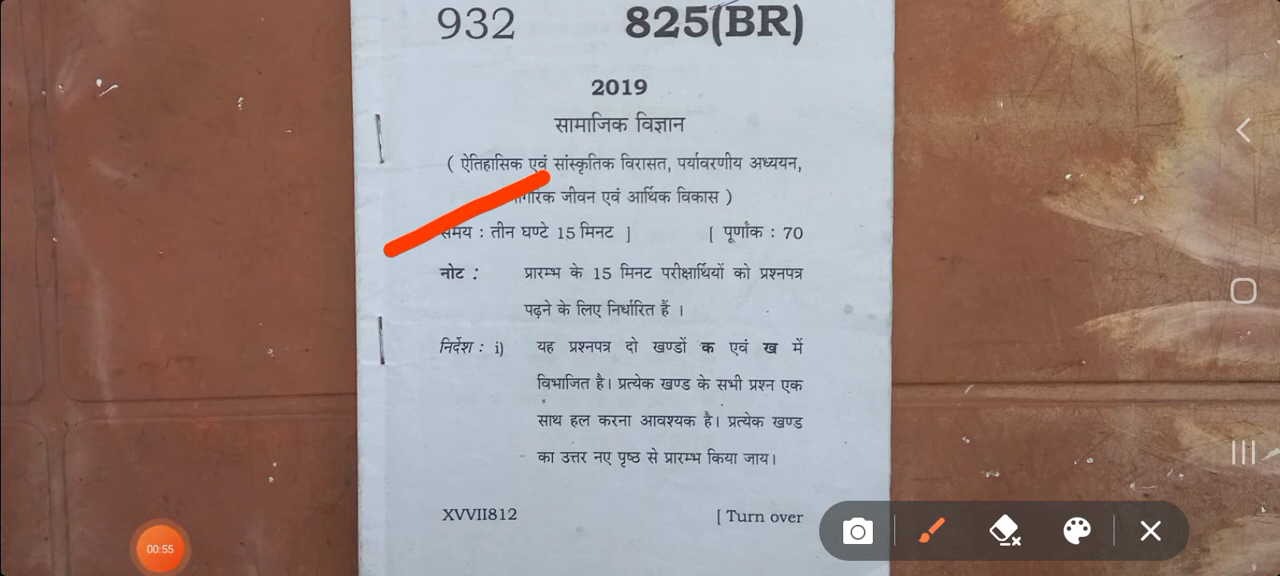 932 825(BR)
2019
सामाजिक विज्ञान
( ऐतिहासिक एवं सांस्कृतिक विरासत, पर्यावरणीय अध्ययन,
जीवन एवं आर्थिक विकास )
समय : तीन घण्टे 15 मिनट ] [ पूर्णांक : 70
नोट : प्रारम्भ के 15 मिनट परीक्षार्थियों को प्रश्नपत्र
पढ़ने के लिए निर्धारित हैं ।
निर्देश : i) यह प्रश्नपत्र दो खण्डों क एवं ख में
विभाजित है। प्रत्येक खण्ड के सभी प्रश्न एक
साथ हल करना आवश्यक है। प्रत्येक खण्ड
का उत्तर नए पृष्ठ से प्रारम्भ किया जाय।
XVVII812 [ Turn over
00:55